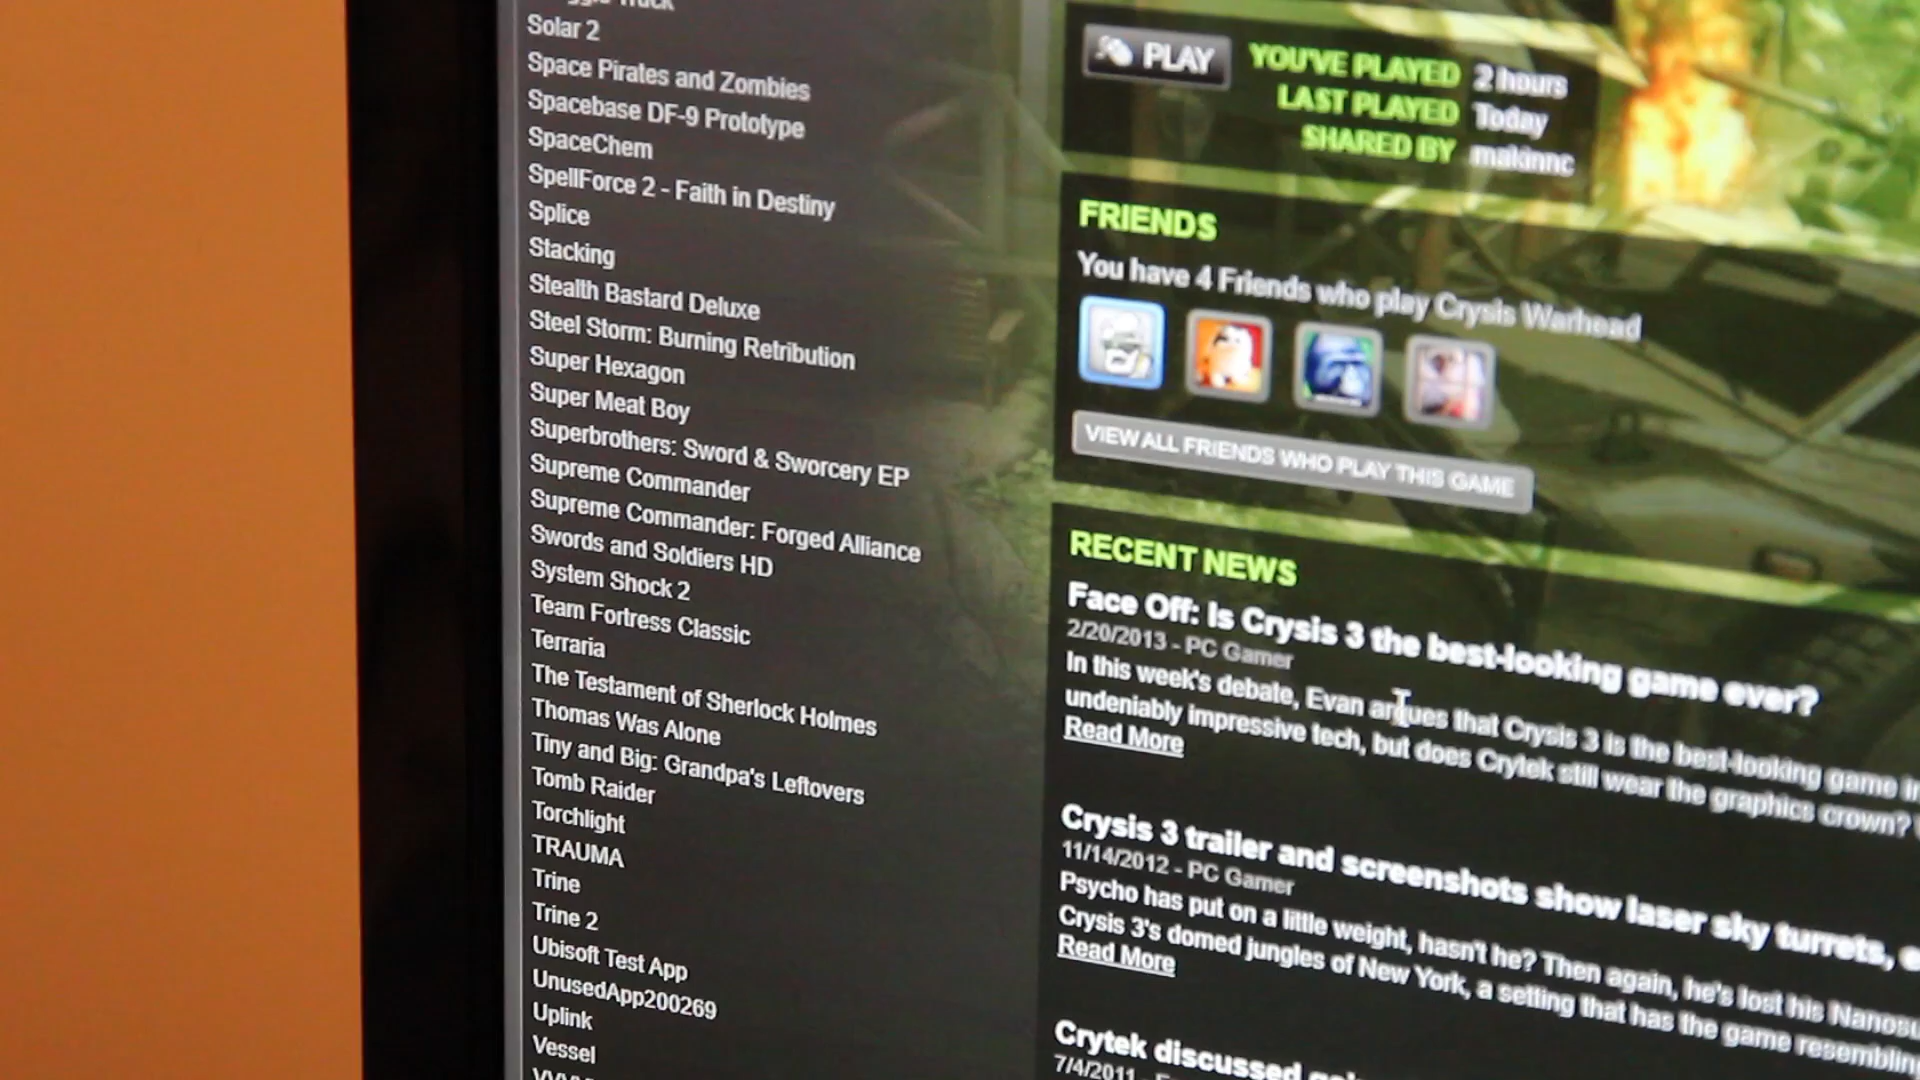 Truck
Solar 2
Space Pirates and Zombies
Spacebase DF-9 Prototype
SpaceChem
SpellForce 2 - Faith in Destiny
Splice
Stacking
Stealth Bastard Deluxe
Steel Storm: Burning Retribution
Super Hexagon
Super Meat Boy
Superbrothers: Sword & Sworcery EP
Supreme Commander
Supreme Commander: Forged Alliance
Swords and Soldiers HD
System Shock 2
Team Fortress Classic
Terraria
The Testament of Sherlock Holmes
Thomas Was Alone
Tiny and Big: Grandpa's Leftovers
Tomb Raider
Torchlight
TRAUMA
Trine
Trine 2
Ubisoft Test App
UnusedApp200269
Uplink
Vessel
PLAY
YOU'VE PLAYED 2 hours
LAST PLAYED Today
SHARED BY makinnc
FRIENDS
You have 4 Friends who play Crysis Warhead
VIEW ALL FRIENDS WHO PLAY THIS GAME
RECENT NEWS
Face Off: Is Crysis 3 the best-looking game ever?
2/20/2013 - PC Gamer
In this week's debate, Evan argues that Crysis 3 is the best-looking game
undeniably impressive tech, but does Crytek still wear the graphics crown?
Read More
Crysis 3 trailer and screenshots show laser sky turrets,
11/14/2012 - PC Gamer
Psycho has put on a little weight, hasn't he? Then again, he's lost his
Crysis 3's domed jungles of New York, a setting that has the game
Read More
Crytek discussed
7/4/2011 -